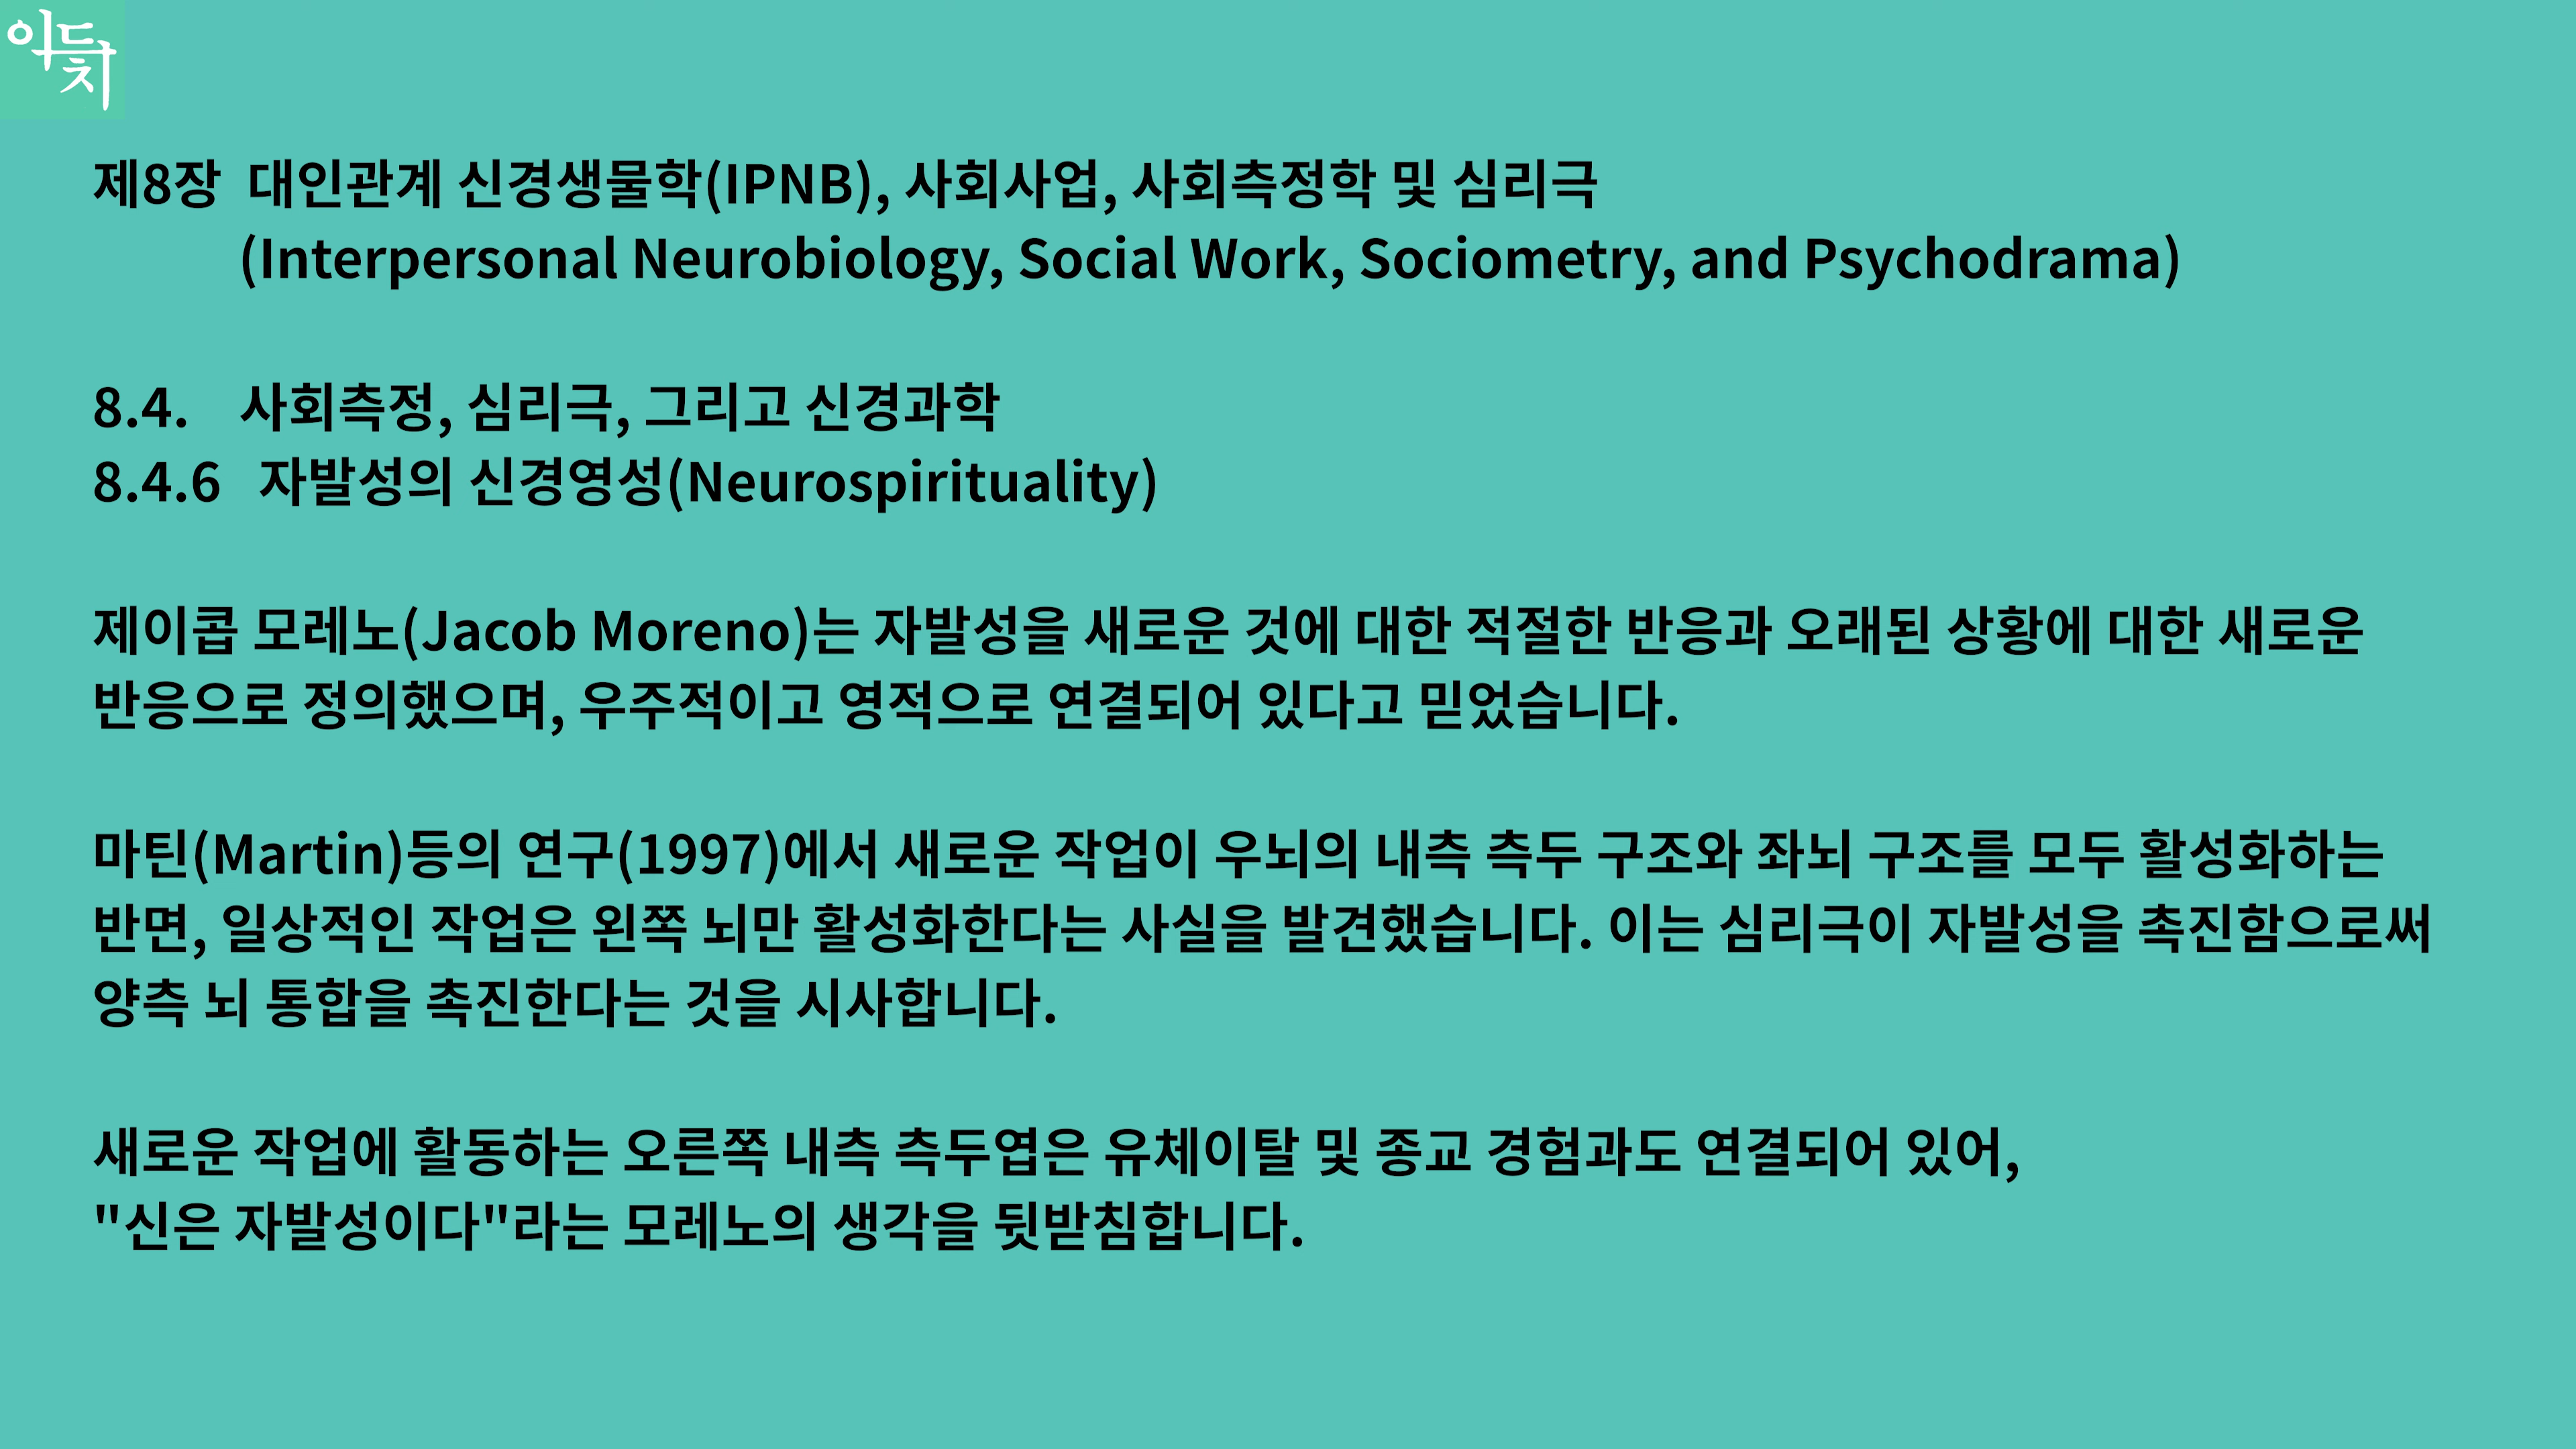 아듣치
제8장 대인관계 신경생물학(IPNB), 사회사업, 사회측정학 및 심리극
(Interpersonal Neurobiology, Social Work, Sociometry, and Psychodrama)
8.4. 사회측정, 심리극, 그리고 신경과학
8.4.6 자발성의 신경영성(Neurospirituality)
제이콥 모레노(Jacob Moreno)는 자발성을 새로운 것에 대한 적절한 반응과 오래된 상황에 대한 새로운
반응으로 정의했으며, 우주적이고 영적으로 연결되어 있다고 믿었습니다.
마틴(Martin)등의 연구(1997)에서 새로운 작업이 우뇌의 내측 측두 구조와 좌뇌 구조를 모두 활성화하는
반면, 일상적인 작업은 왼쪽 뇌만 활성화한다는 사실을 발견했습니다. 이는 심리극이 자발성을 촉진함으로써
양측 뇌 통합을 촉진한다는 것을 시사합니다.
새로운 작업에 활동하는 오른쪽 내측 측두엽은 유체이탈 및 종교 경험과도 연결되어 있어,
"신은 자발성이다"라는 모레노의 생각을 뒷받침합니다.